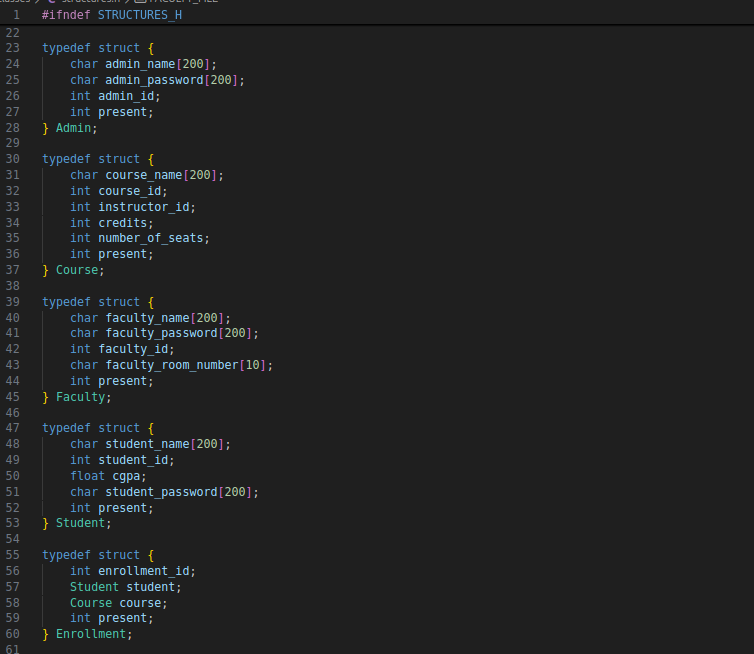 1 #ifndef STRUCTURES_H
22
23 typedef struct {
24     char admin_name[200];
25     char admin_password[200];
26     int admin_id;
27     int present;
28 } Admin;
29
30 typedef struct {
31     char course_name[200];
32     int course_id;
33     int instructor_id;
34     int credits;
35     int number_of_seats;
36     int present;
37 } Course;
38
39 typedef struct {
40     char faculty_name[200];
41     char faculty_password[200];
42     int faculty_id;
43     char faculty_room_number[10];
44     int present;
45 } Faculty;
46
47 typedef struct {
48     char student_name[200];
49     int student_id;
50     float cgpa;
51     char student_password[200];
52     int present;
53 } Student;
54
55 typedef struct {
56     int enrollment_id;
57     Student student;
58     Course course;
59     int present;
60 } Enrollment;
61